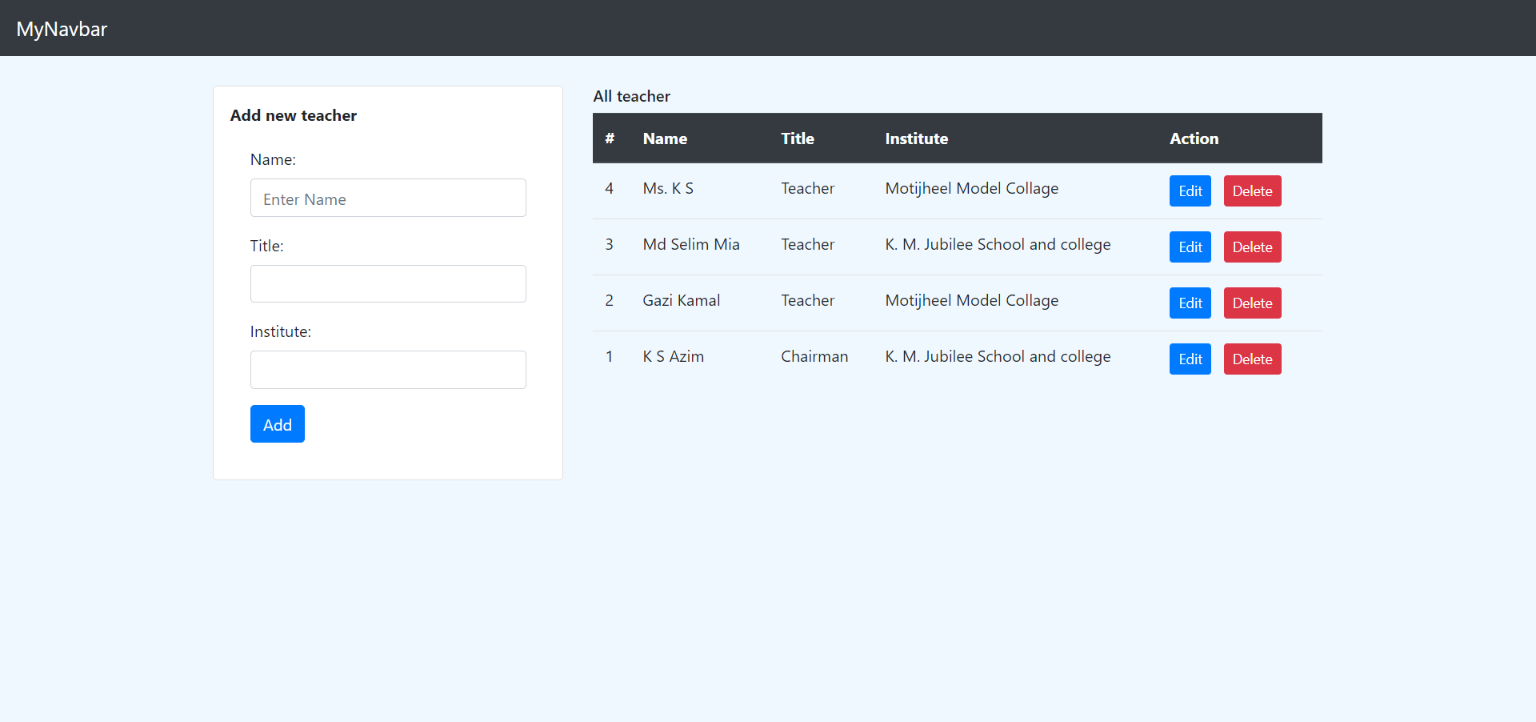 MyNavbar
Add new teacher
Name:
Enter Name
Title:
Institute:
Add
All teacher
# Name Title Institute Action
4 Ms. K S Teacher Motijheel Model Collage Edit Delete
3 Md Selim Mia Teacher K. M. Jubilee School and college Edit Delete
2 Gazi Kamal Teacher Motijheel Model Collage Edit Delete
1 K S Azim Chairman K. M. Jubilee School and college Edit Delete